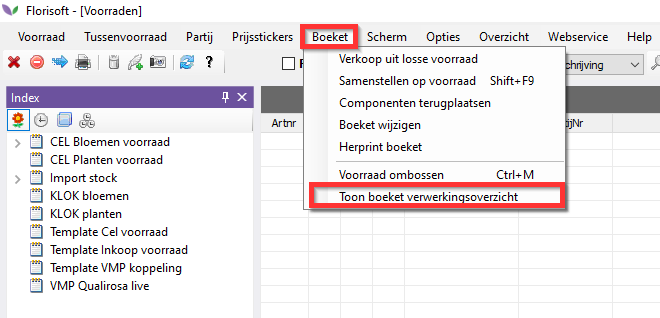 Florisoft - [Voorraden]
Voorraad Tussenvoorraad Partij Prijsstickers Boeket Scherm Opties Overzicht Webservice Help
chrijving
Index
Artnr
ijNr
CEL Bloemen voorraad
CEL Planten voorraad
Import stock
KLOK bloemen
KLOK planten
Template Cel voorraad
Template Inkoop voorraad
Template VMP koppeling
VMP Qualirosa live
Verkoop uit losse voorraad
Samenstellen op voorraad Shift+F9
Componenten terugplaatsen
Boeket wijzigen
Herprint boeket
Voorraad ombossen Ctrl+M
Toon boeket verwerkingsoverzicht